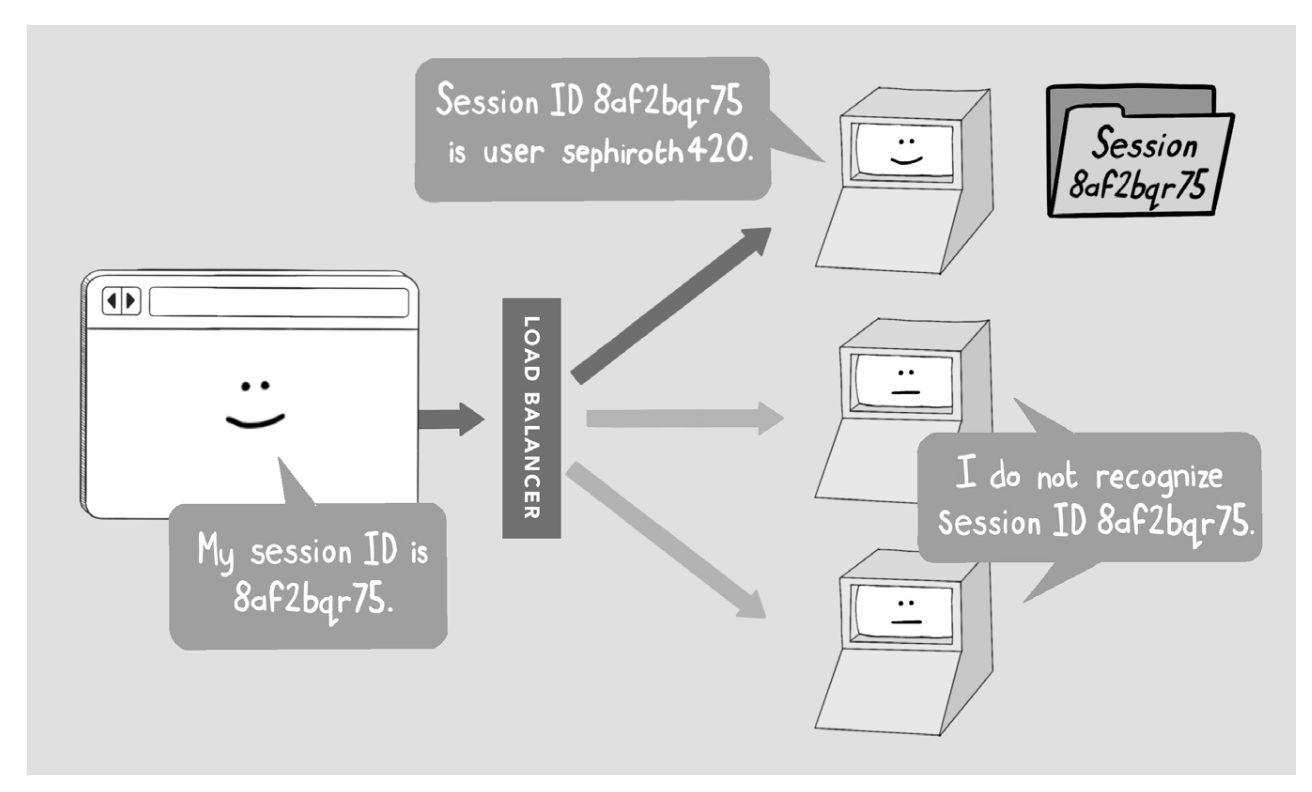 Session ID 8af2bqr75
is user sephiroth420.
Session
8af2bqr75
LOAD BALANCER
My session ID is
8af2bqr75.
I do not recognize
session ID 8af2bqr75.